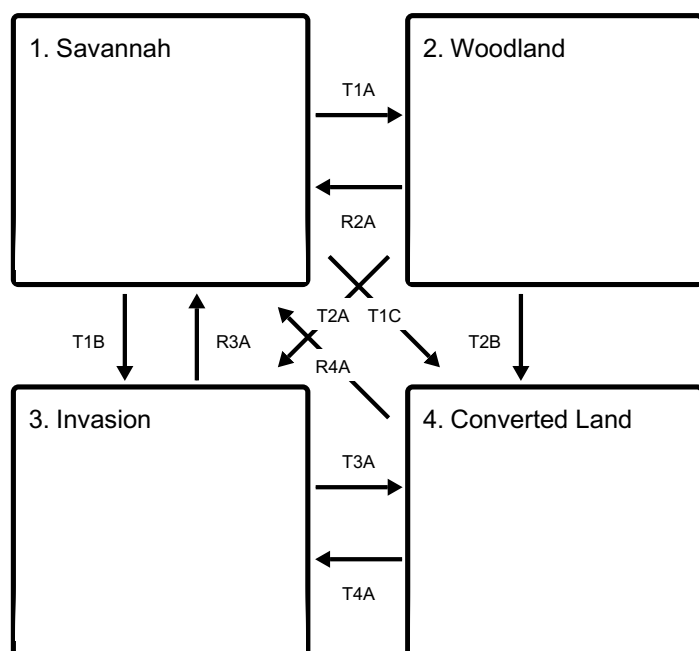 1. Savannah
2. Woodland
T1A
R2A
T1B
R3A
T2A
T1C
T2B
R4A
3. Invasion
4. Converted Land
T3A
T4A